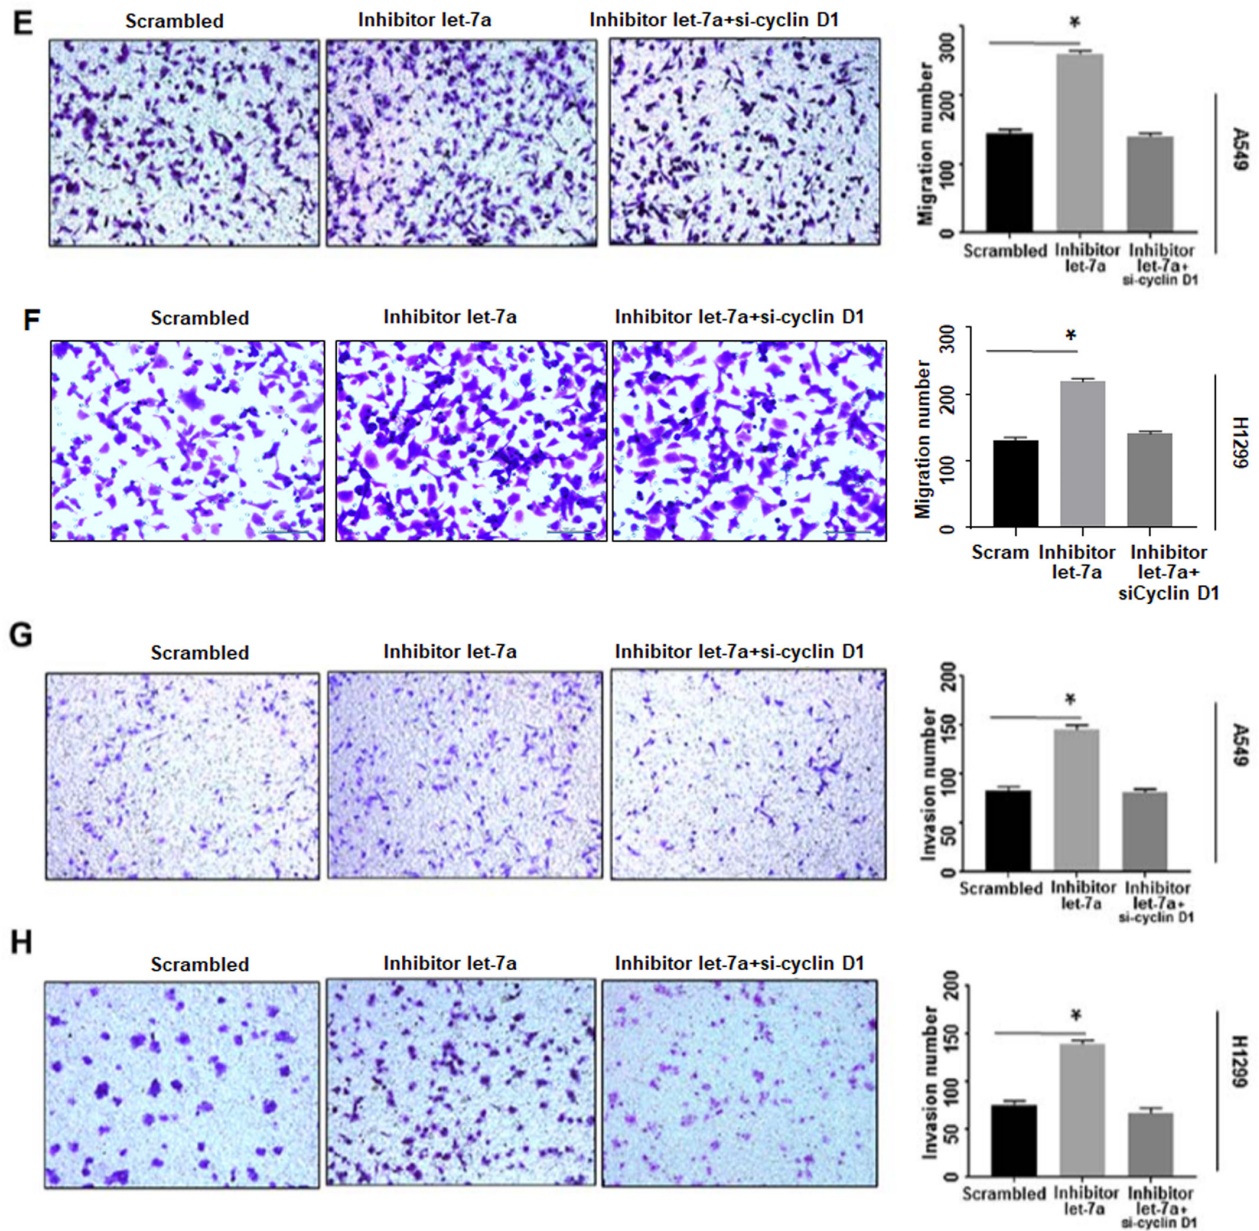 E
Scrambled
Inhibitor let-7a
Inhibitor let-7a+si-cyclin D1
*
Migration number
300
200
100
0
Scrambled
Inhibitor
let-7a
Inhibitor
let-7a+
si-cyclin D1
A549
F
Scrambled
Inhibitor let-7a
Inhibitor let-7a+si-cyclin D1
*
Migration number
300
200
100
0
Scram
Inhibitor
let-7a
Inhibitor
let-7a+
siCyclin D1
H1299
G
Scrambled
Inhibitor let-7a
Inhibitor let-7a+si-cyclin D1
*
Invasion number
200
150
100
50
0
Scrambled
Inhibitor
let-7a
Inhibitor
let-7a+
si-cyclin D1
A549
H
Scrambled
Inhibitor let-7a
Inhibitor let-7a+si-cyclin D1
*
Invasion number
200
150
100
50
0
Scrambled
Inhibitor
let-7a
Inhibitor
let-7a+
si-cyclin D1
H1299